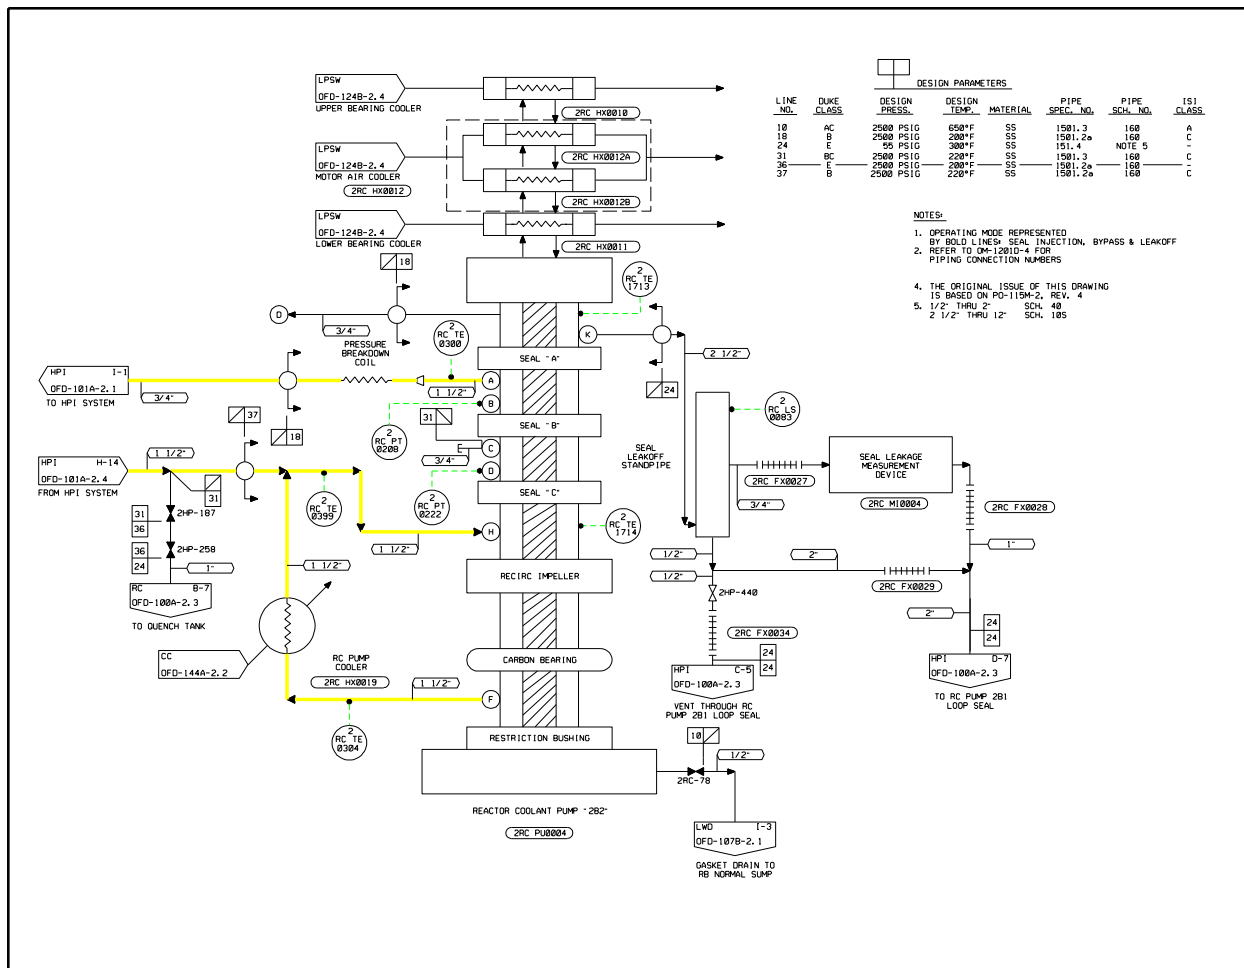 LPSW
OFD-124B-2.4
UPPER BEARING COOLER
2RC HX0010
LPSW
OFD-124B-2.4
MOTOR AIR COOLER
2RC HX0012
2RC HX0012A
2RC HX0012B
LPSW
OFD-124B-2.4
LOWER BEARING COOLER
2RC HX0011
DESIGN PARAMETERS
LINE NO. DUKE CLASS DESIGN PRESS. DESIGN TEMP. MATERIAL PIPE SPEC. NO. PIPE SCH. NO. ISI CLASS
10 AC 2500 PSIG 650°F SS 1501.3 160 A
18 B 2500 PSIG 200°F SS 1501.2a 160 C
24 E 55 PSIG 300°F SS 151.4 NOTE 5 -
31 BC 2500 PSIG 220°F SS 1501.3 160 C
36 E 2500 PSIG 200°F SS 1501.2a 160 -
37 B 2500 PSIG 220°F SS 1501.2a 160 C
NOTES:
1. OPERATING MODE REPRESENTED
BY BOLD LINES: SEAL INJECTION, BYPASS & LEAKOFF
2. REFER TO OM-1201D-4 FOR
PIPING CONNECTION NUMBERS
4. THE ORIGINAL ISSUE OF THIS DRAWING
IS BASED ON PO-115M-2, REV. 4
5. 1/2" THRU 2" SCH. 40
2 1/2" THRU 12" SCH. 10S
18
D
3/4"
2
RC TE
1713
K
2 1/2"
24
PRESSURE
BREAKDOWN
COIL
2
RC TE
0300
SEAL "A"
HPI I-1
OFD-101A-2.1
TO HPI SYSTEM
3/4"
18
1 1/2"
A
B
2
RC PT
0208
31
SEAL "B"
C
3/4"
D
2
RC PT
0222
SEAL "C"
37
HPI H-14
OFD-101A-2.4
FROM HPI SYSTEM
1 1/2"
31
2
RC TE
0399
H
1 1/2"
2
RC TE
1714
31
36
2HP-187
36
24
2HP-258
1"
RC B-7
OFD-100A-2.3
TO QUENCH TANK
1 1/2"
RECIRC IMPELLER
CC
OFD-144A-2.2
RC PUMP
COOLER
2RC HX0019
1 1/2"
F
2
RC TE
0304
CARBON BEARING
RESTRICTION BUSHING
REACTOR COOLANT PUMP "2B2"
2RC PU0004
10
2RC-78
1/2"
LWD I-3
OFD-107B-2.1
GASKET DRAIN TO
RB NORMAL SUMP
SEAL
LEAKOFF
STANDPIPE
2
RC LS
0083
2RC FX0027
3/4"
SEAL LEAKAGE
MEASUREMENT
DEVICE
2RC MI0004
2RC FX0028
1"
1/2"
1/2"
2"
2RC FX0029
2HP-440
2RC FX0034
24
24
HPI C-5
OFD-100A-2.3
VENT THROUGH RC
PUMP 2B1 LOOP SEAL
2"
24
24
HPI D-7
OFD-100A-2.3
TO RC PUMP 2B1
LOOP SEAL